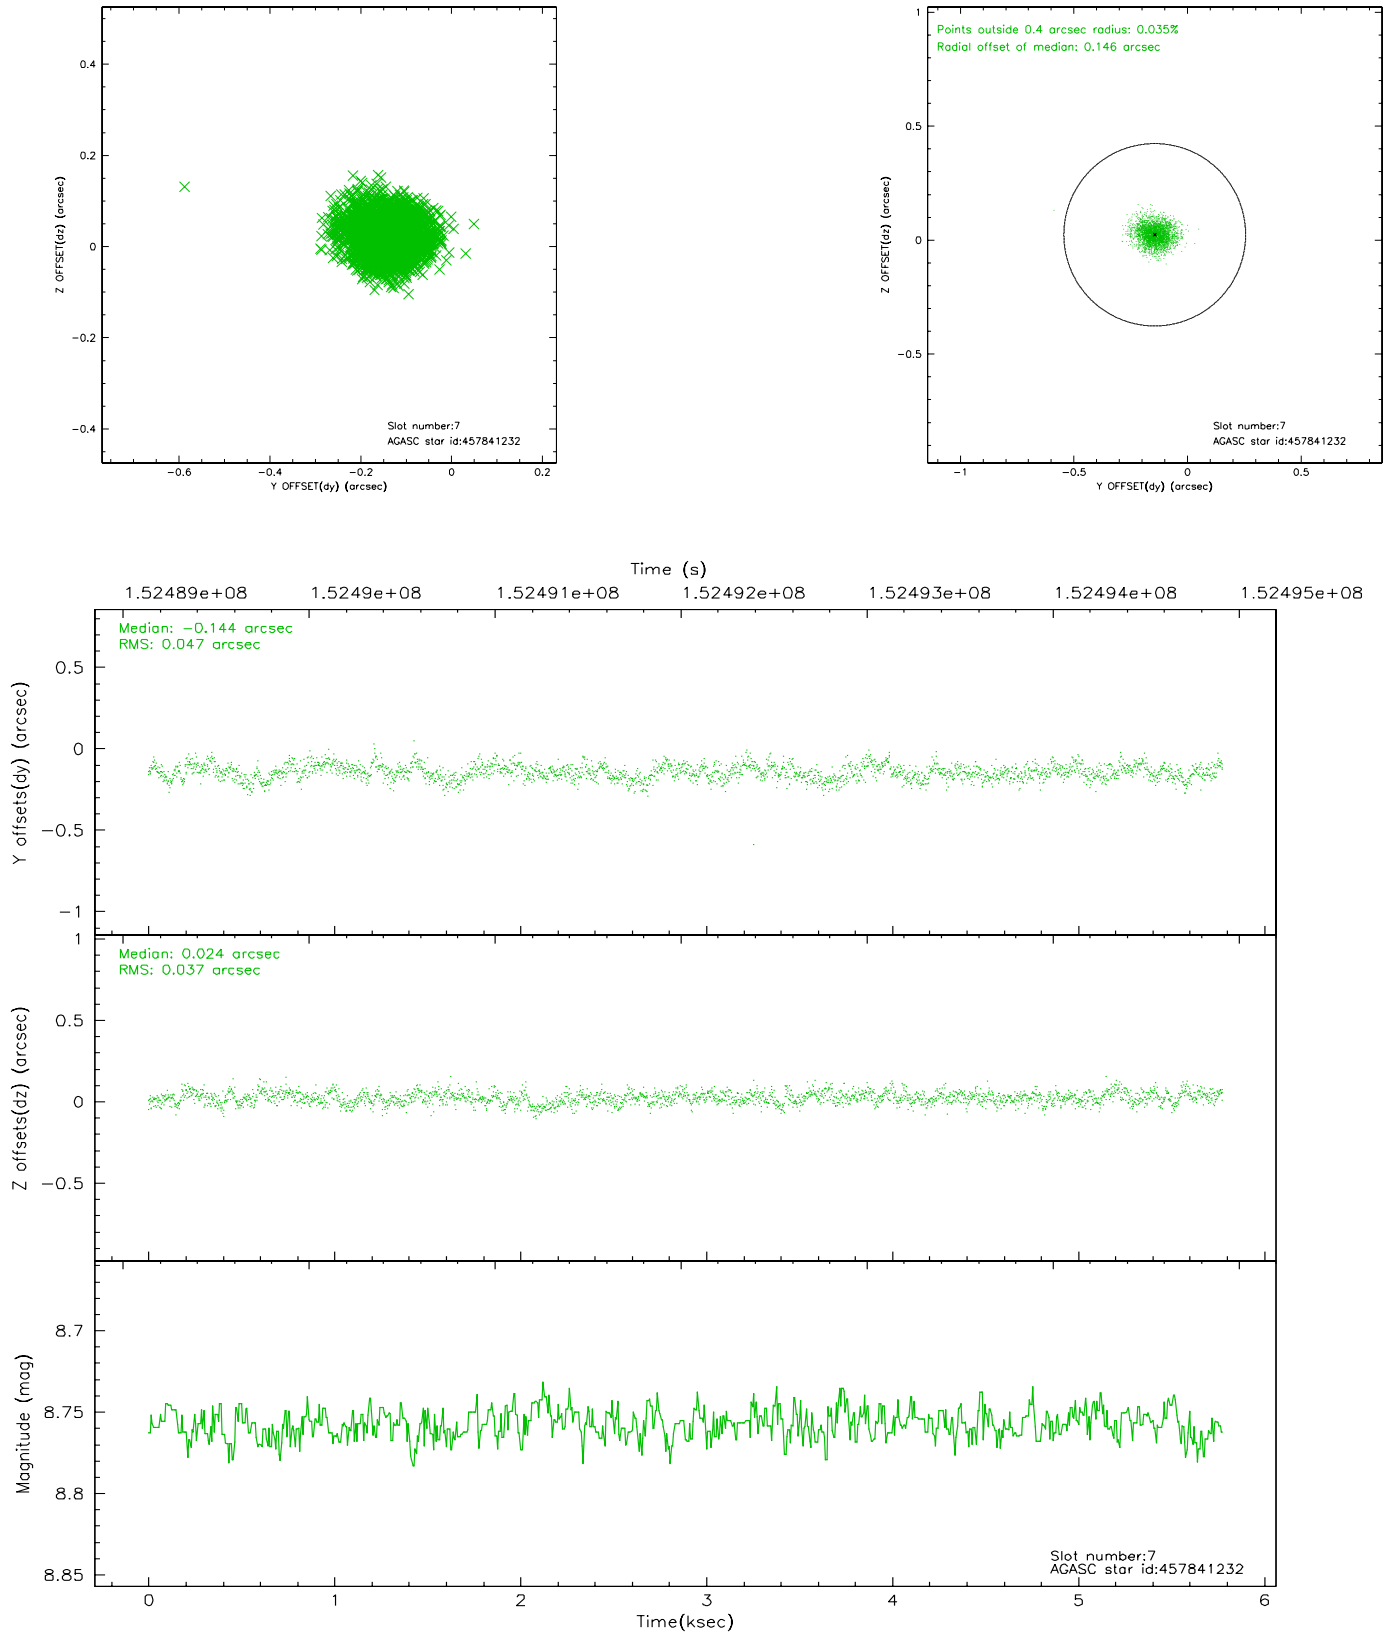 0.4
0.2
0
−0.2
−0.4
Z OFFSET(dz) (arcsec)
−0.6
−0.4
−0.2
0
0.2
Y OFFSET(dy) (arcsec)
Slot number:7
AGASC star id:457841232
Points outside 0.4 arcsec radius: 0.035%
Radial offset of median: 0.146 arcsec
1
0.5
0
−0.5
Z OFFSET(dz) (arcsec)
−1
−0.5
0
0.5
Y OFFSET(dy) (arcsec)
Slot number:7
AGASC star id:457841232
Time (s)
1.52489e+08
1.5249e+08
1.52491e+08
1.52492e+08
1.52493e+08
1.52494e+08
1.52495e+08
Median: −0.144 arcsec
RMS: 0.047 arcsec
0.5
0
−0.5
−1
Y offsets(dy) (arcsec)
Median: 0.024 arcsec
RMS: 0.037 arcsec
1
0.5
0
−0.5
Z offsets(dz) (arcsec)
8.7
8.75
8.8
8.85
Magnitude (mag)
Slot number:7
AGASC star id:457841232
0
1
2
3
4
5
6
Time(ksec)